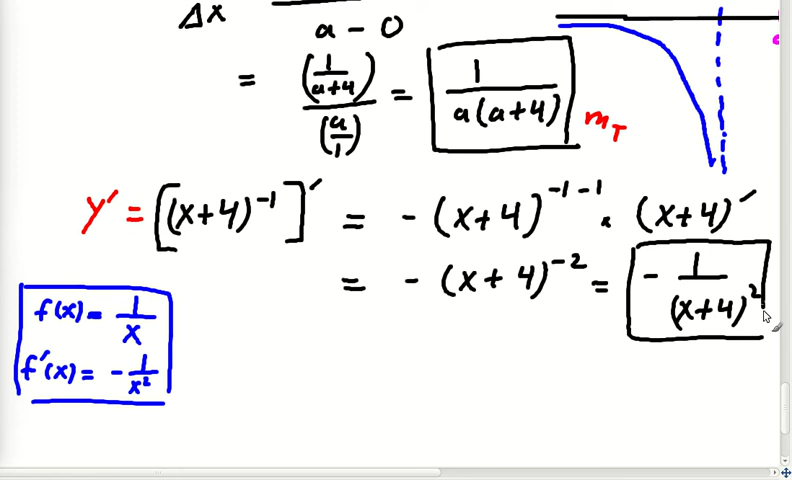 Δx
a - 0
= (1/(a+4)) / (a/1) = 1/(a(a+4)) m_T
y′ = [(x+4)^-1]′ = - (x+4)^-1-1 . (x+4)′
= - (x+4)^-2 = - 1/(x+4)^2
f(x) = 1/x
f′(x) = - 1/x^2